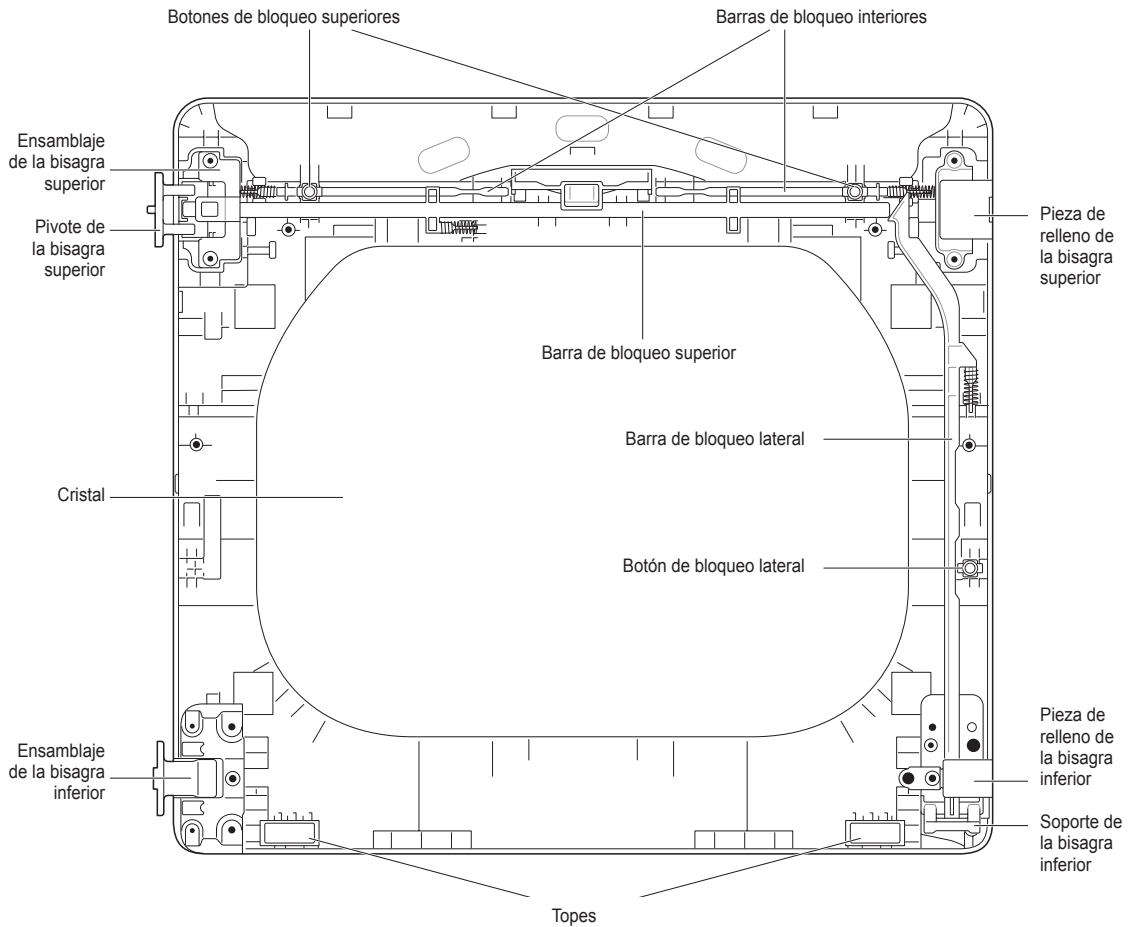 Botones de bloqueo superiores
Barras de bloqueo interiores
Ensamblaje
de la bisagra
superior
Pivote de
la bisagra
superior
Pieza de
relleno de
la bisagra
superior
Barra de bloqueo superior
Barra de bloqueo lateral
Cristal
Botón de bloqueo lateral
Ensamblaje
de la bisagra
inferior
Pieza de
relleno de
la bisagra
inferior
Soporte de
la bisagra
inferior
Topes